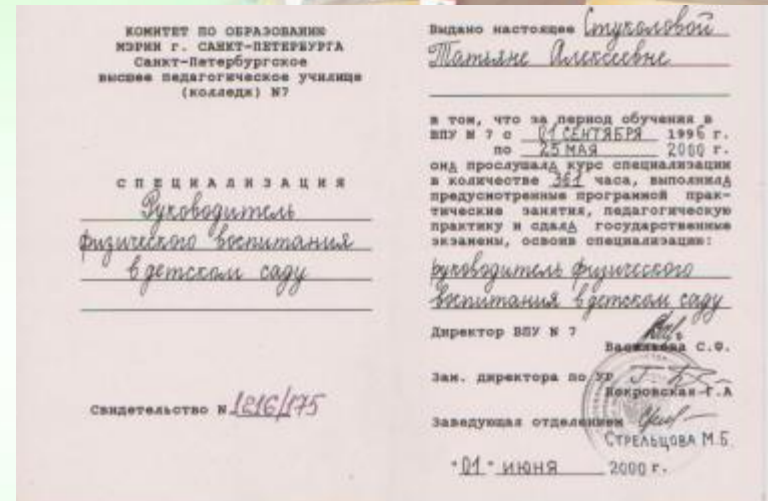 КОМИТЕТ ПО ОБРАЗОВАНИЮ
МЭРИИ г. САНКТ-ПЕТЕРБУРГА
Санкт-Петербургское
высшее педагогическое училище
(колледж) N7
СПЕЦИАЛИЗАЦИЯ
Руководитель
физического воспитания
в детском саду
Свидетельство N 1216/175
Выдано настоящее Стукаловой
Татьяне Алексеевне
в том, что за период обучения в
ВПУ N 7 с 01 СЕНТЯБРЯ 1996 г.
по 25 МАЯ 2000 г.
онА прослушалА курс специализации
в количестве 361 часа, выполнилА
предусмотренные программой прак-
тические занятия, педагогическую
практику и сдалА государственные
экзамены, освоив специализацию:
руководитель физического
воспитания в детском саду
Директор ВПУ N 7
Василкова С.Ф.
Зам. директора по УР
Покровская Г.А
Заведующая отделением
СТРЕЛЬЦОВА М.Б.
"01" ИЮНЯ 2000 г.